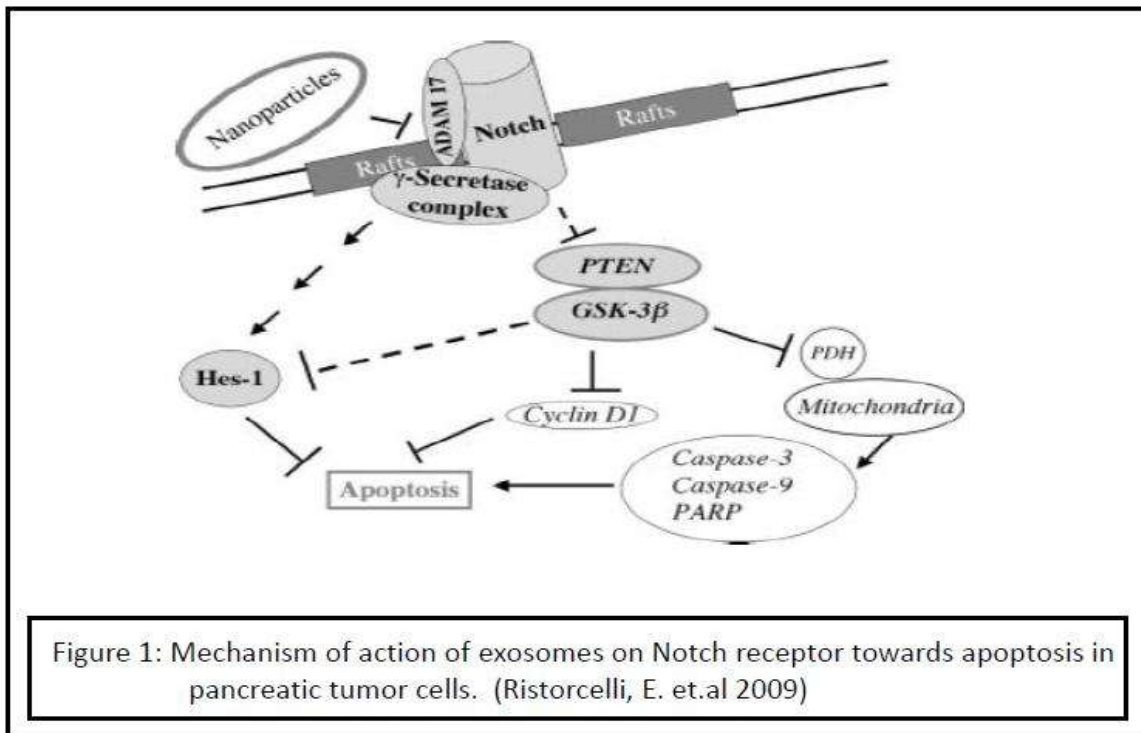 Nanoparticles
ADAM 17
Notch
Rafts
Rafts
γ-Secretase
complex
PTEN
GSK-3β
Hes-1
PDH
Mitochondria
Cyclin D1
Caspase-3
Caspase-9
PARP
Apoptosis
Figure 1: Mechanism of action of exosomes on Notch receptor towards apoptosis in
pancreatic tumor cells. (Ristorcelli, E. et.al 2009)